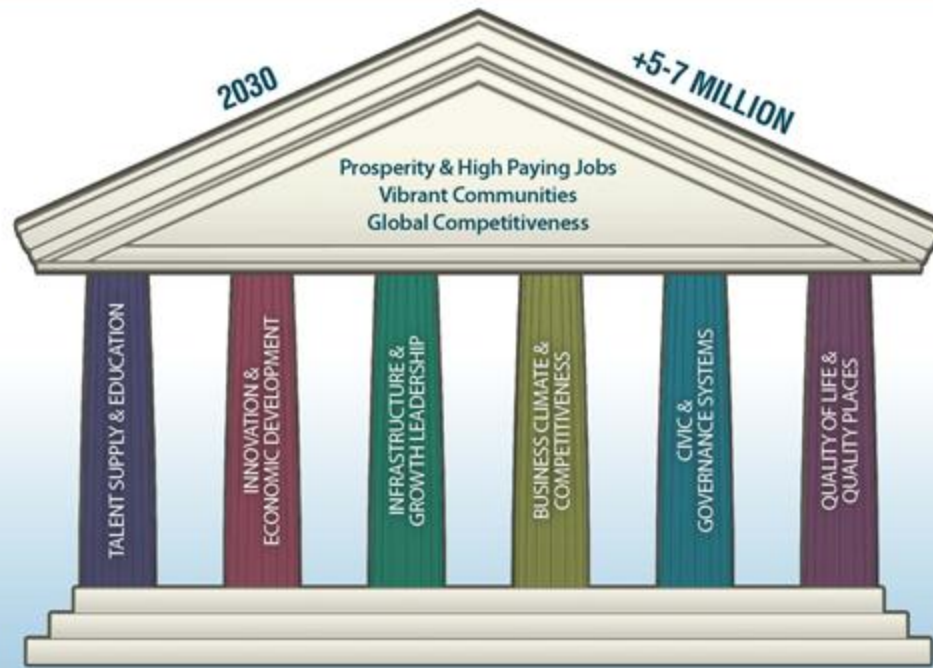 2030
+5-7 MILLION
Prosperity & High Paying Jobs
Vibrant Communities
Global Competitiveness
TALENT SUPPLY & EDUCATION
INNOVATION &
ECONOMIC DEVELOPMENT
INFRASTRUCTURE &
GROWTH LEADERSHIP
BUSINESS CLIMATE &
COMPETITIVENESS
CIVIC &
GOVERNANCE SYSTEMS
QUALITY OF LIFE &
QUALITY PLACES